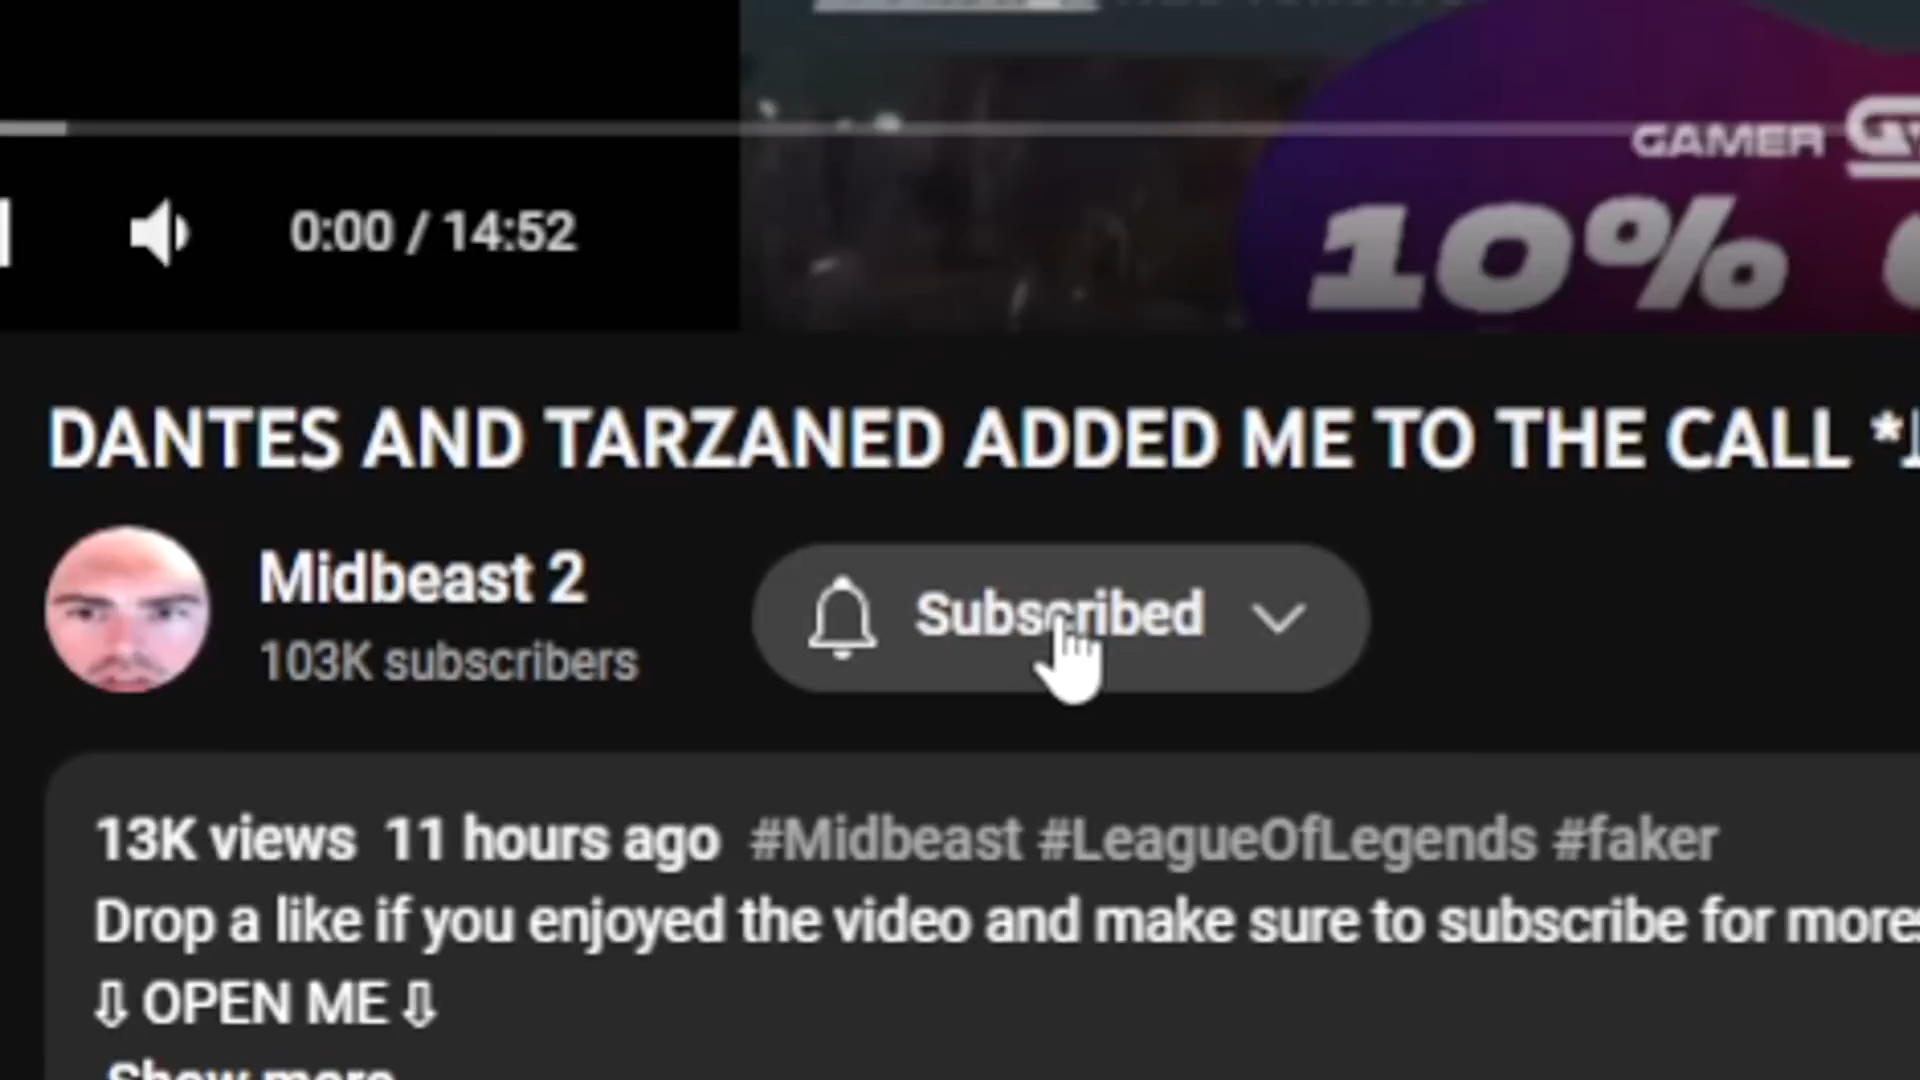 GAMER
10%
0:00 / 14:52
DANTES AND TARZANED ADDED ME TO THE CALL *
Midbeast 2
Subscribed
103K subscribers
13K views 11 hours ago #Midbeast #LeagueOfLegends #faker
Drop a like if you enjoyed the video and make sure to subscribe for more
⇩ OPEN ME ⇩
Show more